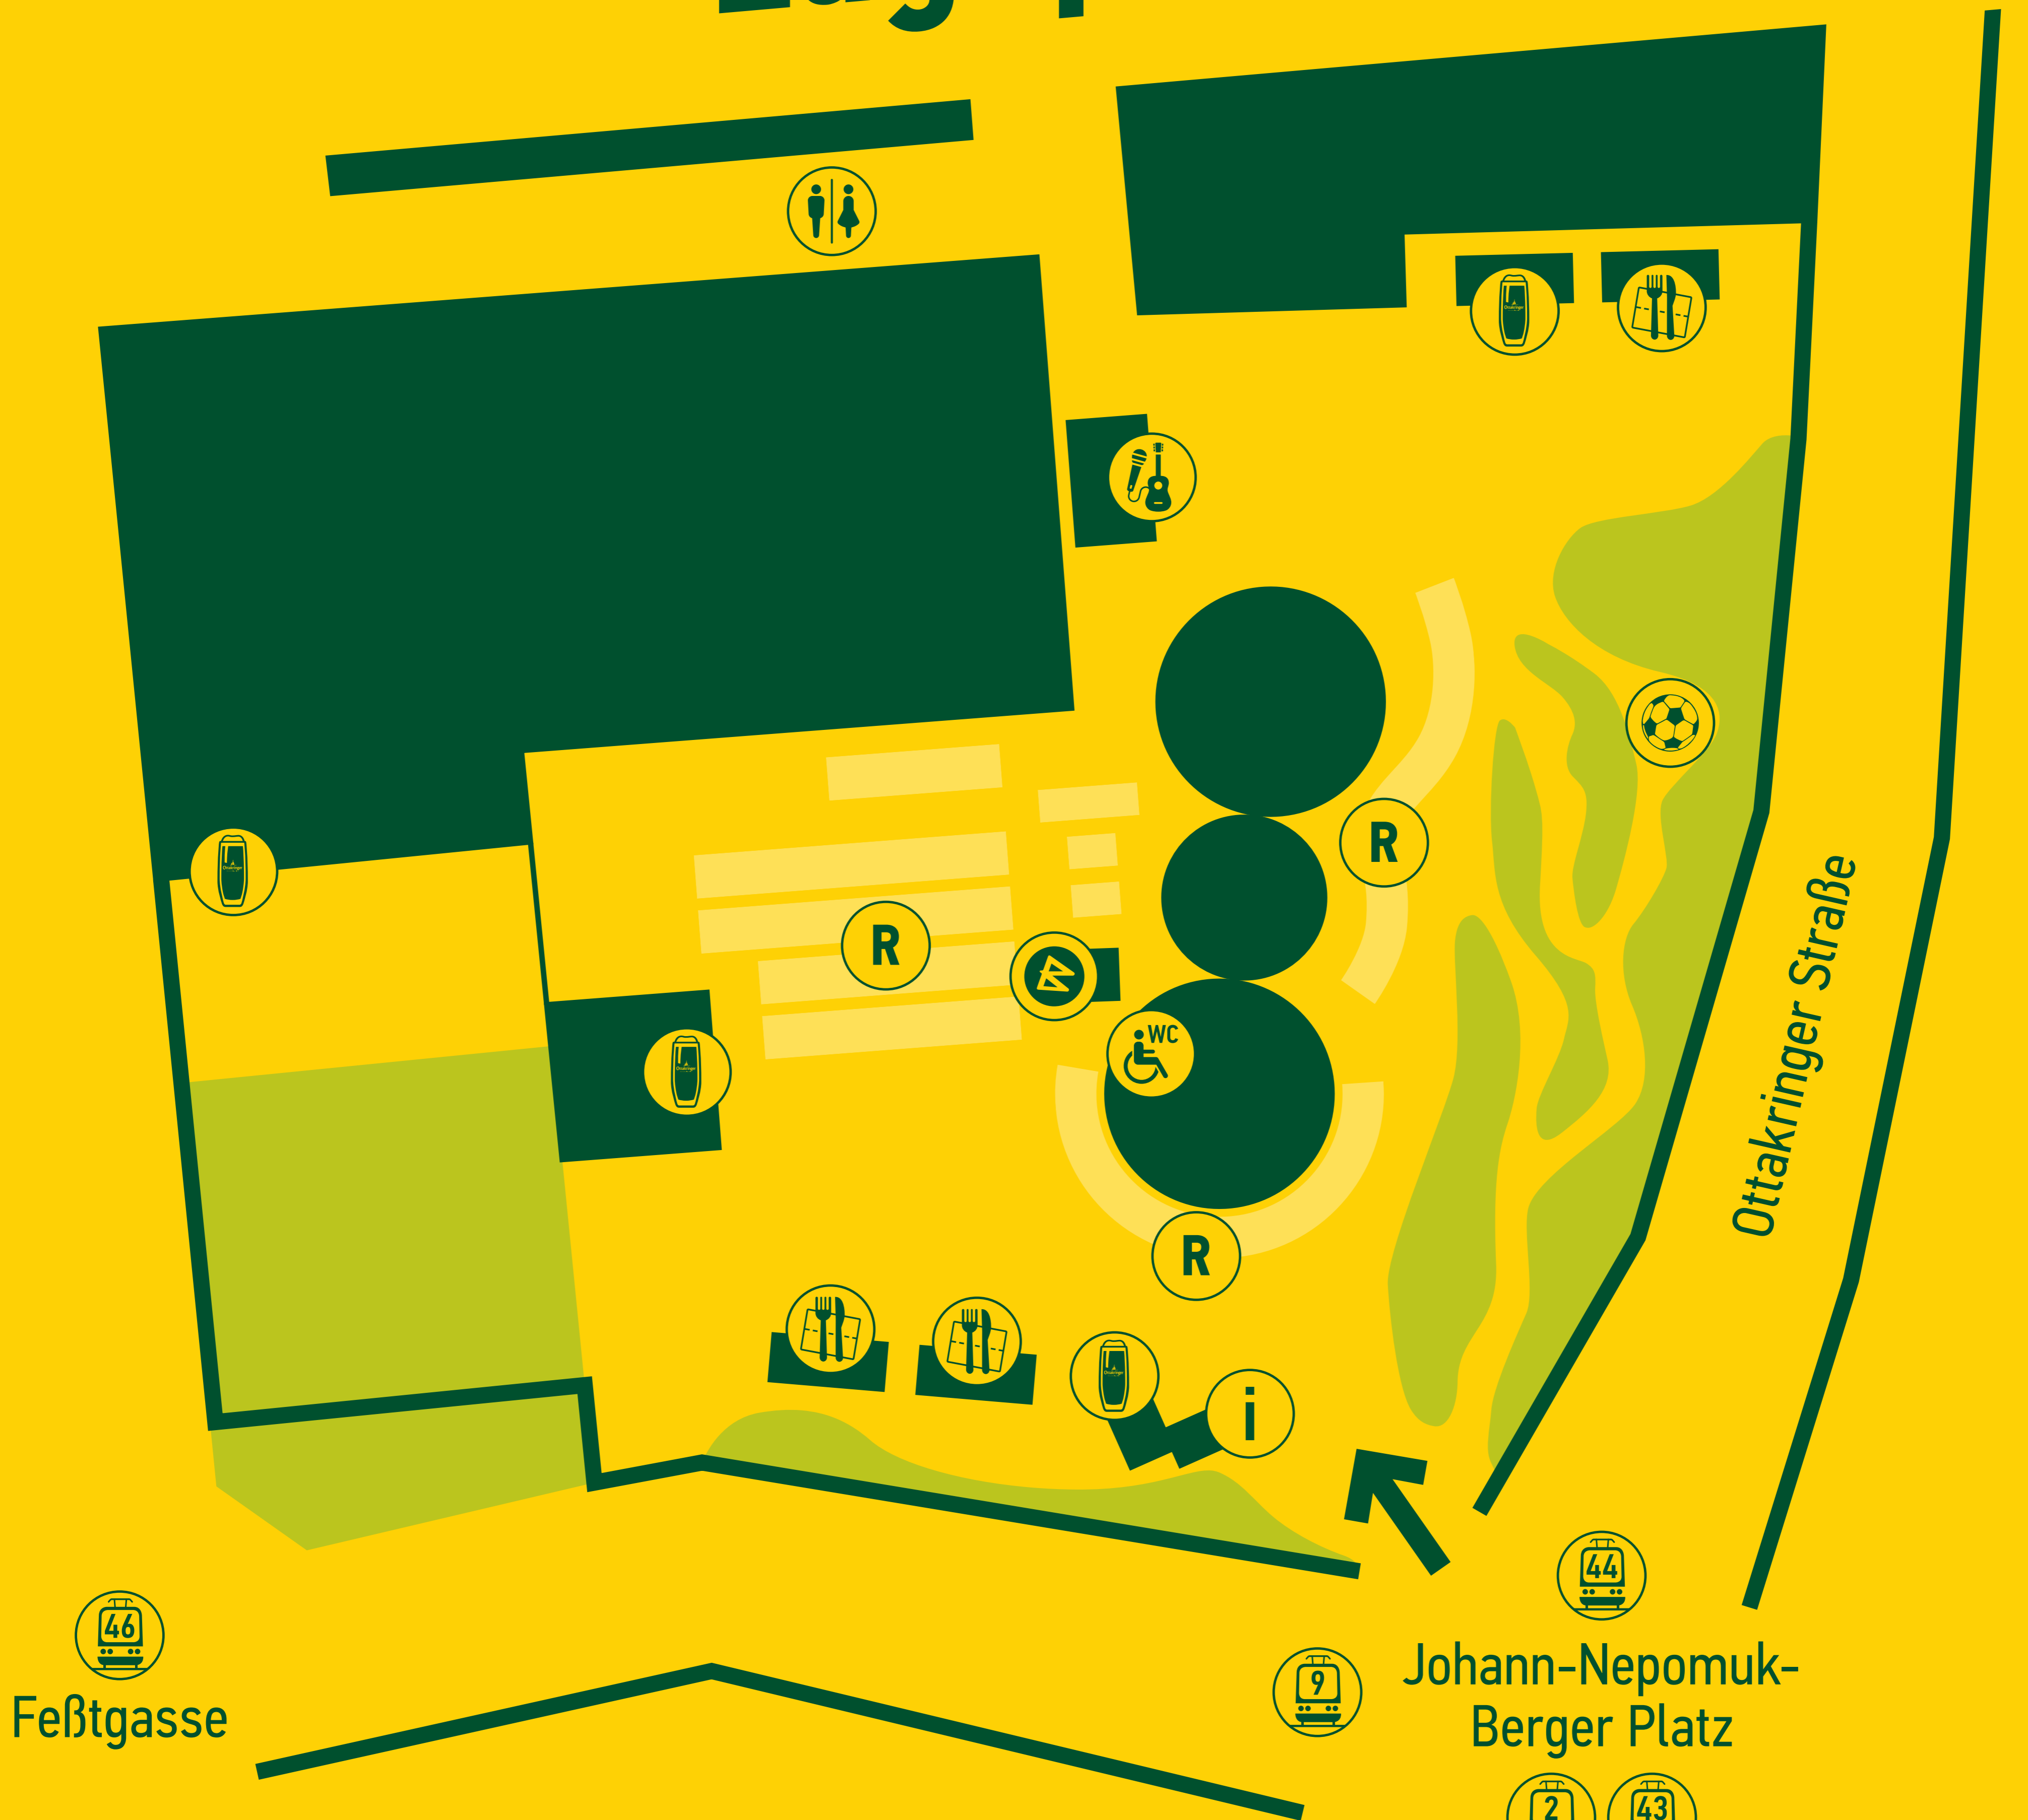 R
R
WC
R
i
Ottakringer Straße
44
46
9
Johann-Nepomuk-
Berger Platz
Feßtgasse
2
43